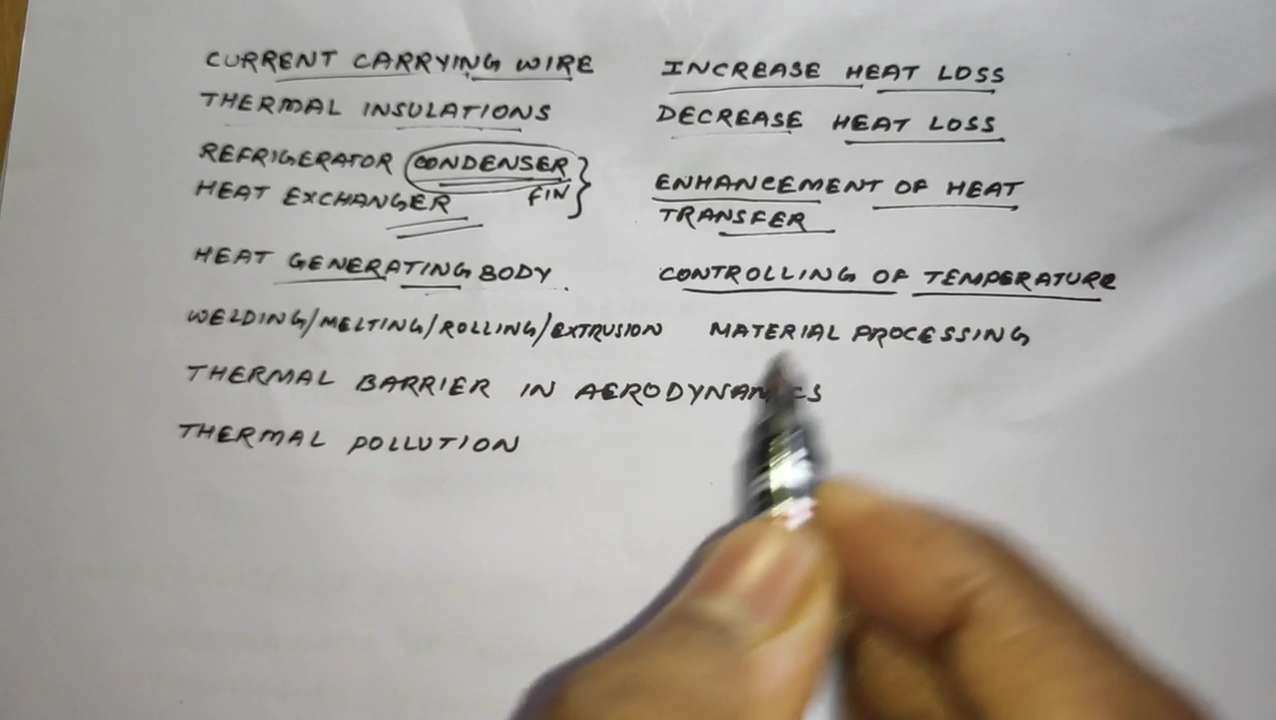 CURRENT CARRYING WIRE INCREASE HEAT LOSS
THERMAL INSULATIONS DECREASE HEAT LOSS
REFRIGERATOR CONDENSER
HEAT EXCHANGER FIN
ENHANCEMENT OF HEAT
TRANSFER
HEAT GENERATING BODY CONTROLLING OF TEMPERATURE
WELDING/MELTING/ROLLING/EXTRUSION MATERIAL PROCESSING
THERMAL BARRIER IN AERODYNAMICS
THERMAL POLLUTION